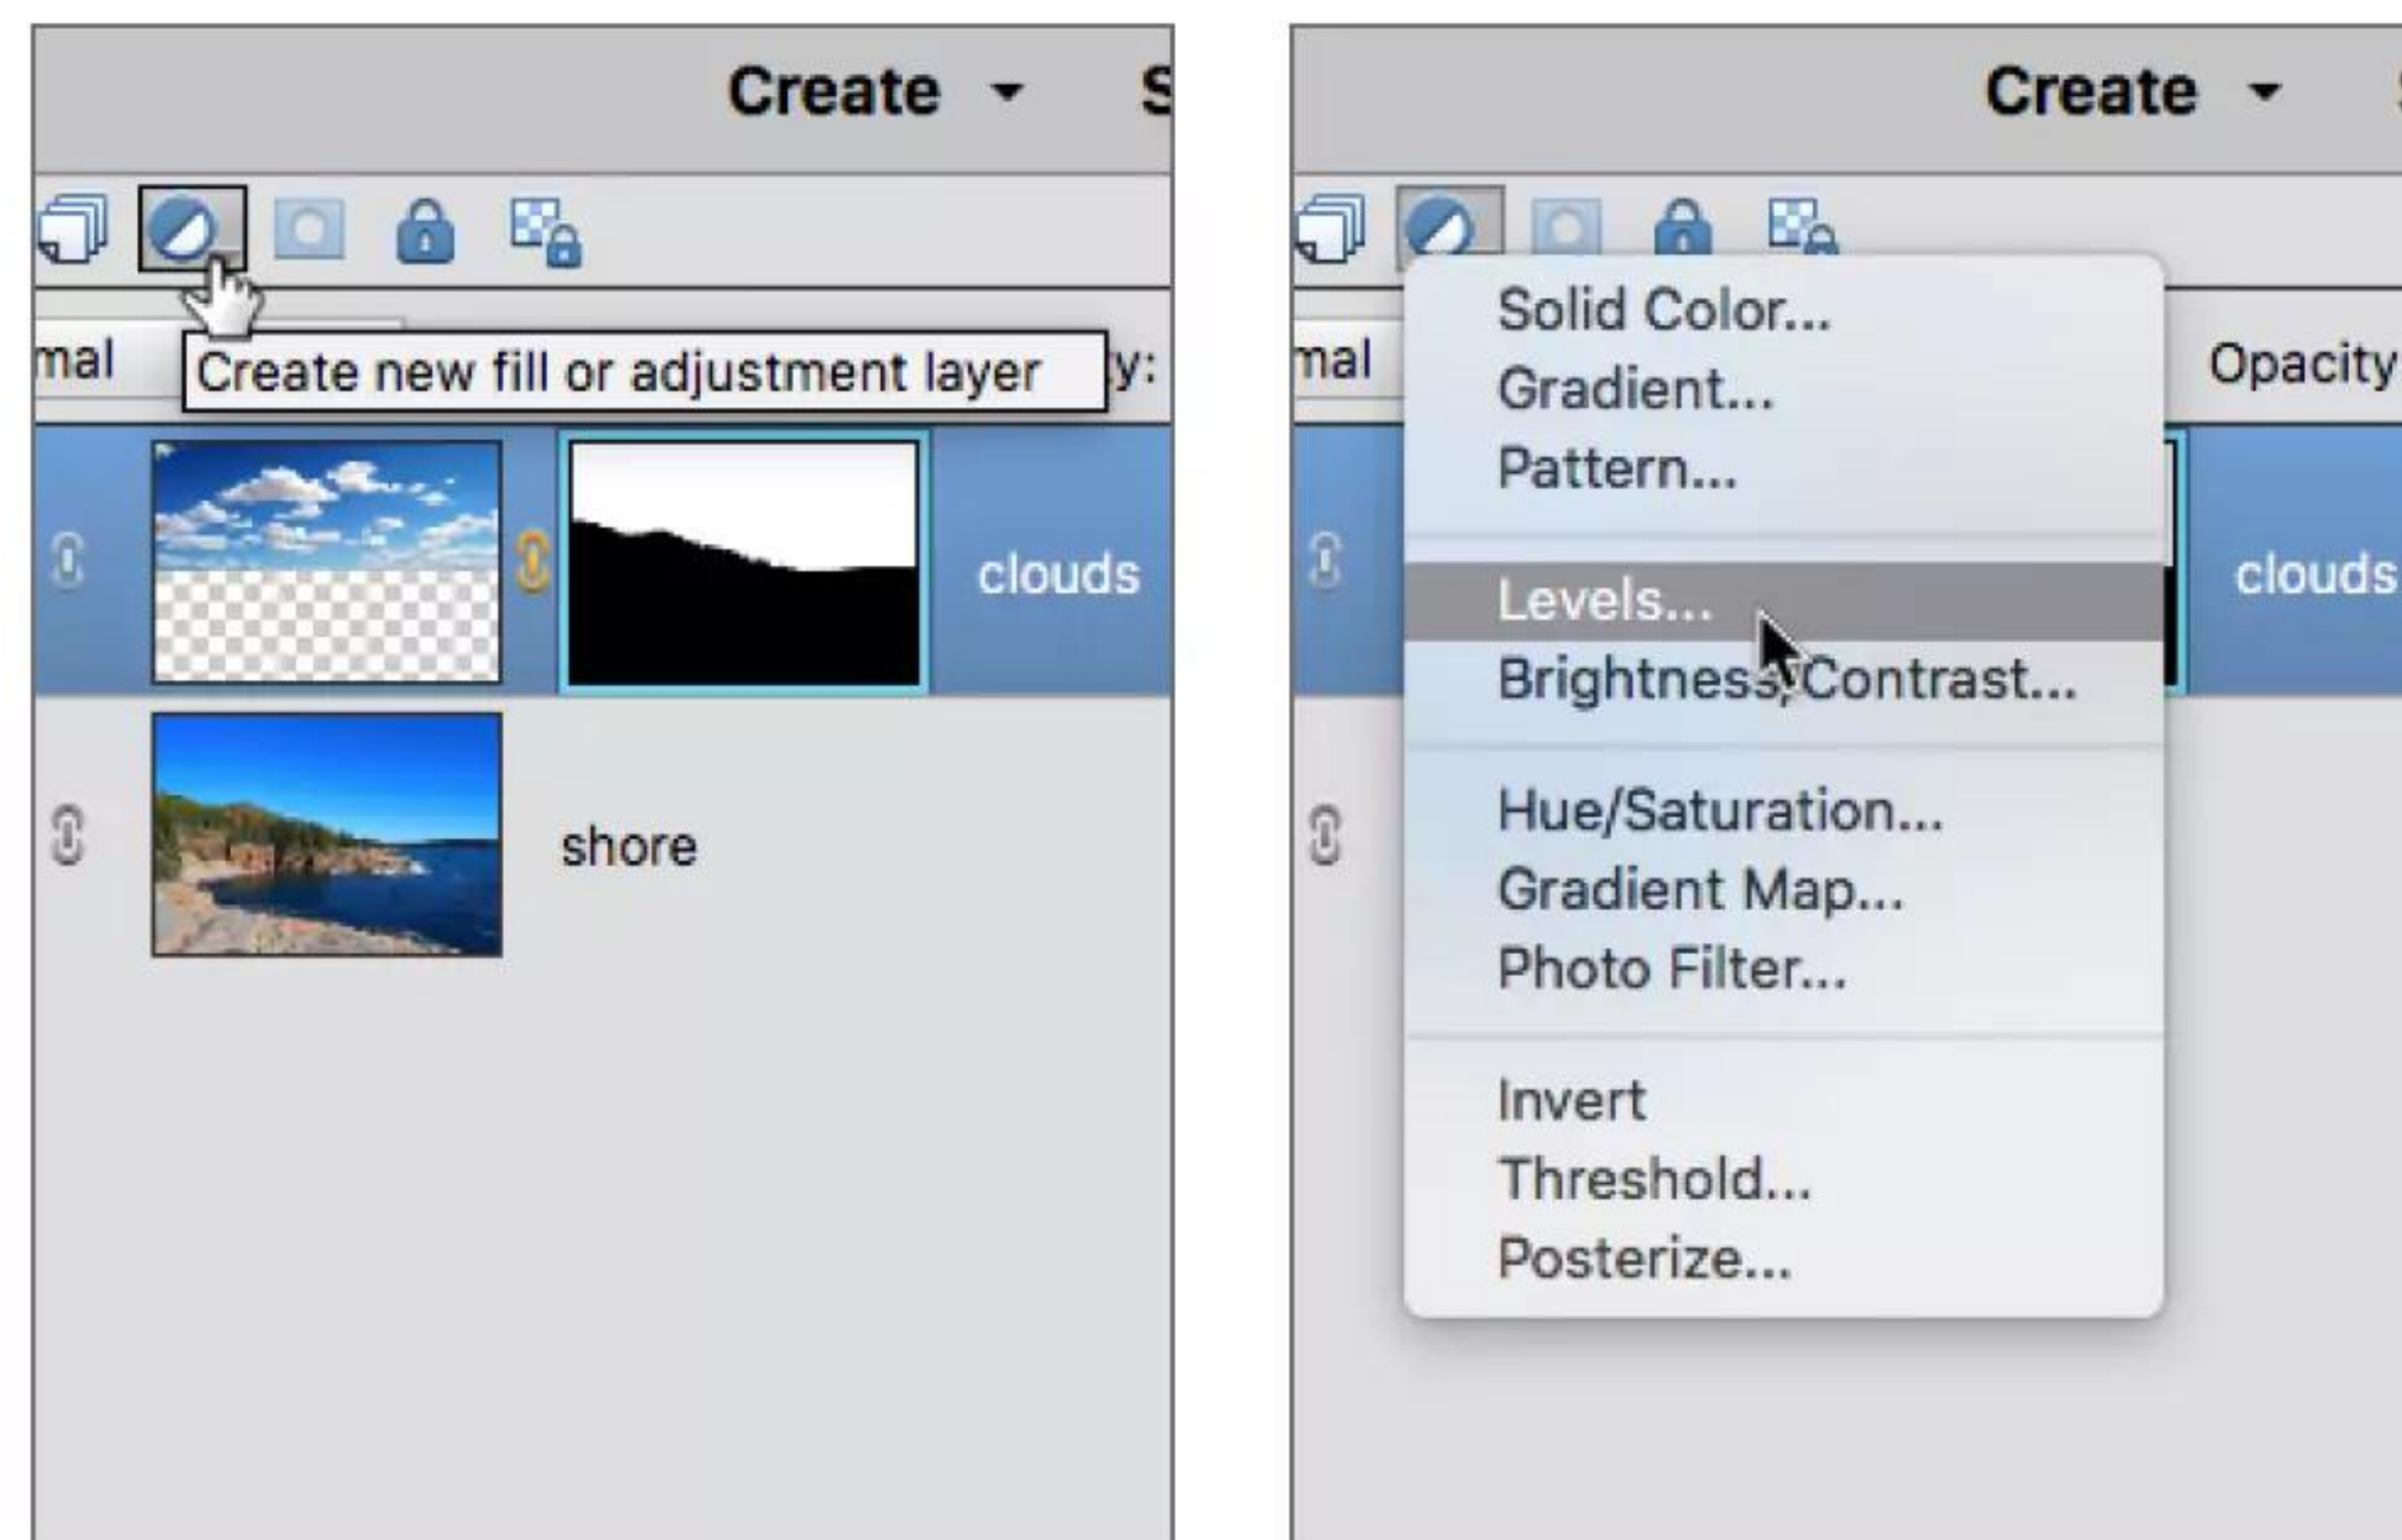 Create
S
Create new fill or adjustment layer
mal
y:
clouds
shore
Create
mal
Opacity
clouds
Solid Color...
Gradient...
Pattern...
Levels...
Brightness/Contrast...
Hue/Saturation...
Gradient Map...
Photo Filter...
Invert
Threshold...
Posterize...